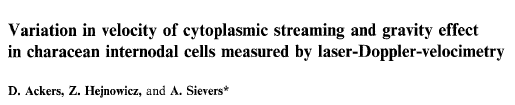 Variation in velocity of cytoplasmic streaming and gravity effect
in characean internodal cells measured by laser-Doppler-velocimetry
D. Ackers, Z. Hejnowicz, and A. Sievers*